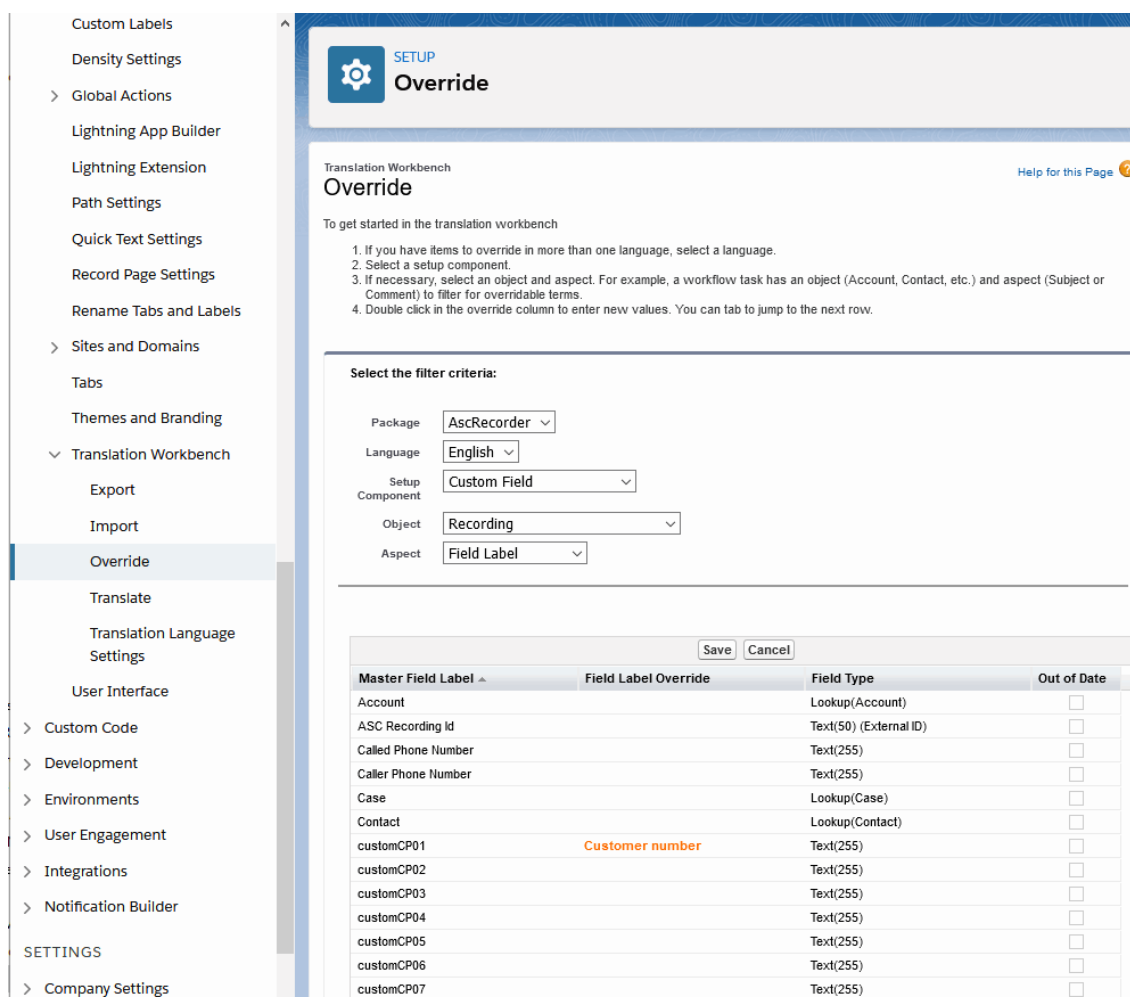 Custom Labels
Density Settings
Global Actions
Lightning App Builder
Lightning Extension
Path Settings
Quick Text Settings
Record Page Settings
Rename Tabs and Labels
Sites and Domains
Tabs
Themes and Branding
Translation Workbench
Export
Import
Override
Translate
Translation Language
Settings
User Interface
Custom Code
Development
Environments
User Engagement
Integrations
Notification Builder
SETTINGS
Company Settings
SETUP
Override
Translation Workbench
Override
Help for this Page ?
To get started in the translation workbench
1. If you have items to override in more than one language, select a language.
2. Select a setup component.
3. If necessary, select an object and aspect. For example, a workflow task has an object (Account, Contact, etc.) and aspect (Subject or
Comment) to filter for overridable terms.
4. Double click in the override column to enter new values. You can tab to jump to the next row.
Select the filter criteria:
Package AscRecorder
Language English
Setup
Component Custom Field
Object Recording
Aspect Field Label
Save Cancel
Master Field Label Field Label Override Field Type Out of Date
Account Lookup(Account)
ASC Recording Id Text(50) (External ID)
Called Phone Number Text(255)
Caller Phone Number Text(255)
Case Lookup(Case)
Contact Lookup(Contact)
customCP01 Customer number Text(255)
customCP02 Text(255)
customCP03 Text(255)
customCP04 Text(255)
customCP05 Text(255)
customCP06 Text(255)
customCP07 Text(255)